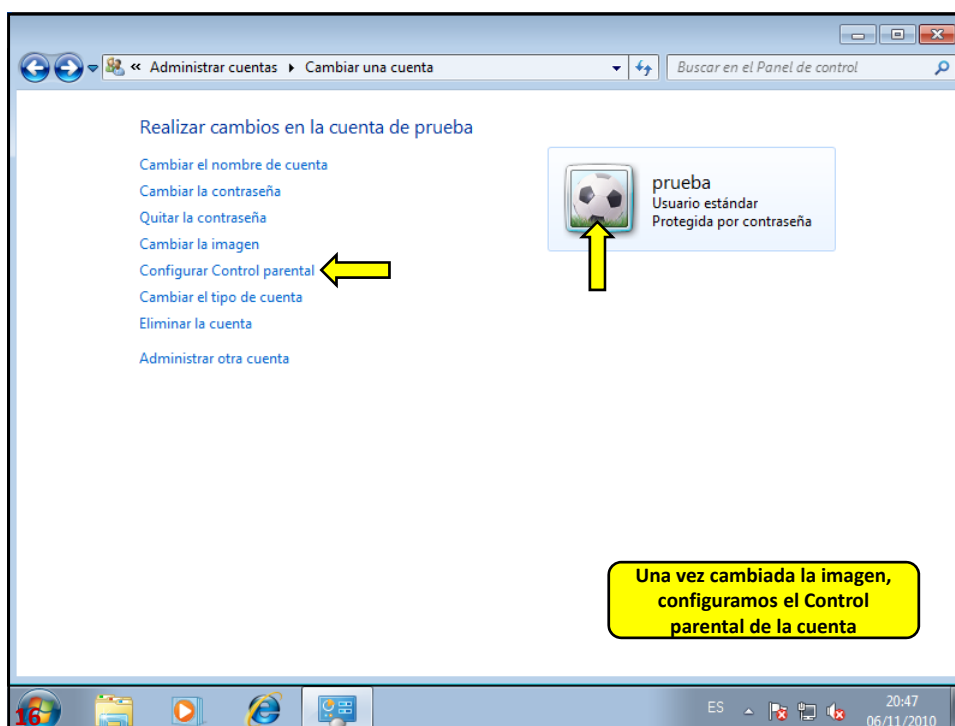 « Administrar cuentas ▸ Cambiar una cuenta
Buscar en el Panel de control
Realizar cambios en la cuenta de prueba
Cambiar el nombre de cuenta
Cambiar la contraseña
Quitar la contraseña
Cambiar la imagen
Configurar Control parental
Cambiar el tipo de cuenta
Eliminar la cuenta
Administrar otra cuenta
prueba
Usuario estándar
Protegida por contraseña
Una vez cambiada la imagen,
configuramos el Control
parental de la cuenta
16
ES
20:47
06/11/2010